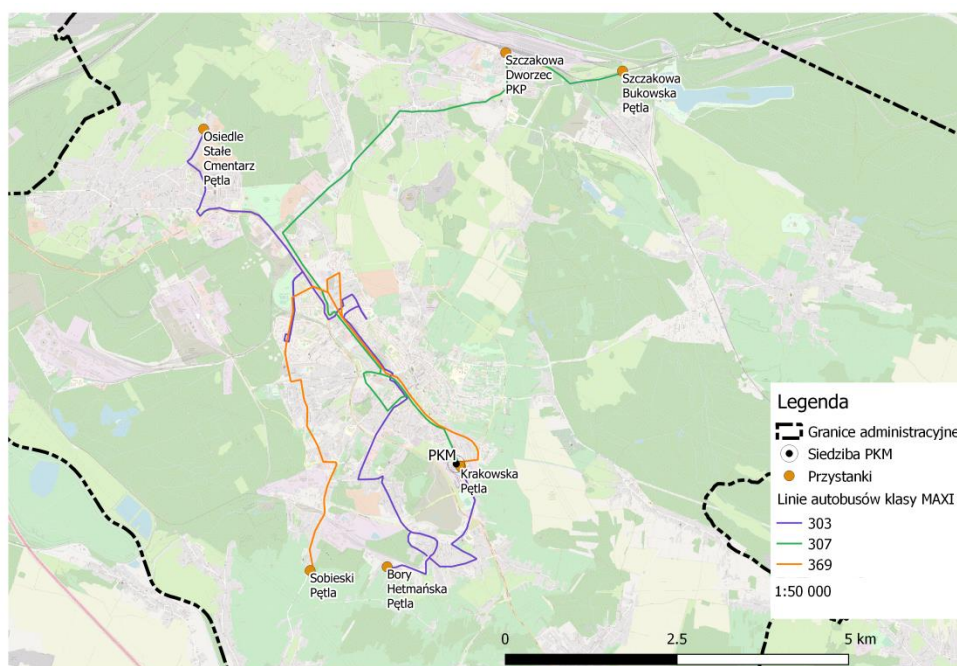 Szczakowa
Dworzec
PKP
Szczakowa
Bukowska
Pętla
Osiedle
Stałe
Cmentarz
Pętla
PKM
Krakowska
Pętla
Sobieski
Pętla
Bory
Hetmańska
Pętla
Legenda
Granice administracyjne
Siedziba PKM
Przystanki
Linie autobusów klasy MAXI
303
307
369
1:50 000
0 2.5 5 km